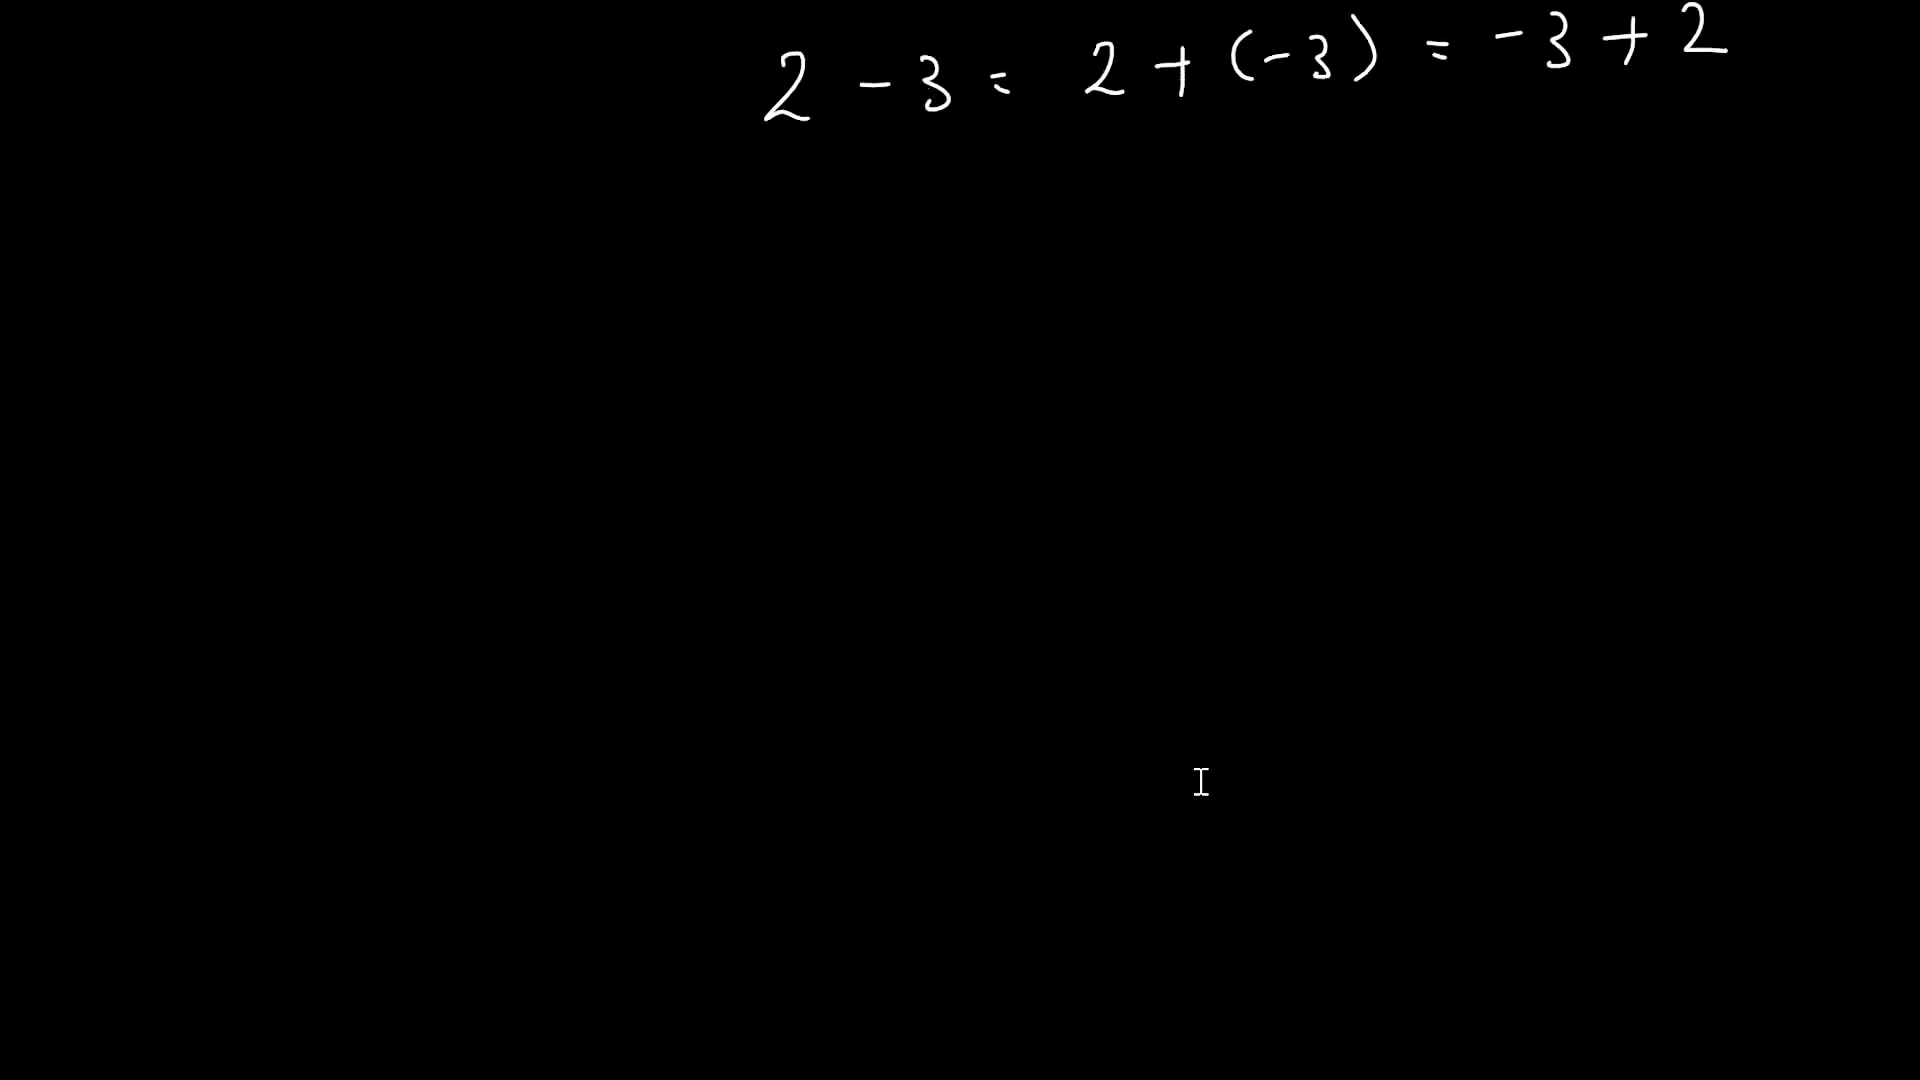 2 - 3 = 2 + (-3) = -3 + 2